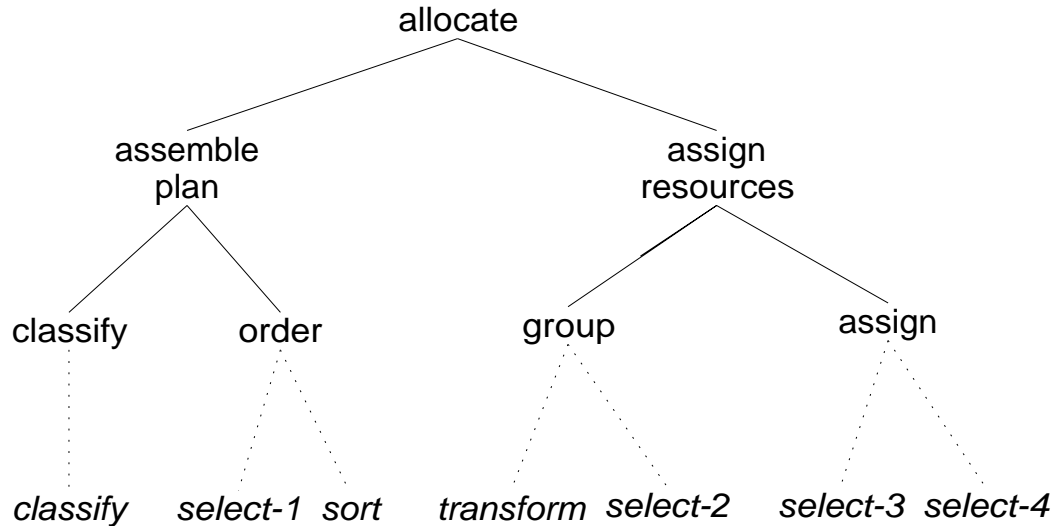 allocate
assemble
plan
assign
resources
classify
order
group
assign
classify
select-1
sort
transform
select-2
select-3
select-4